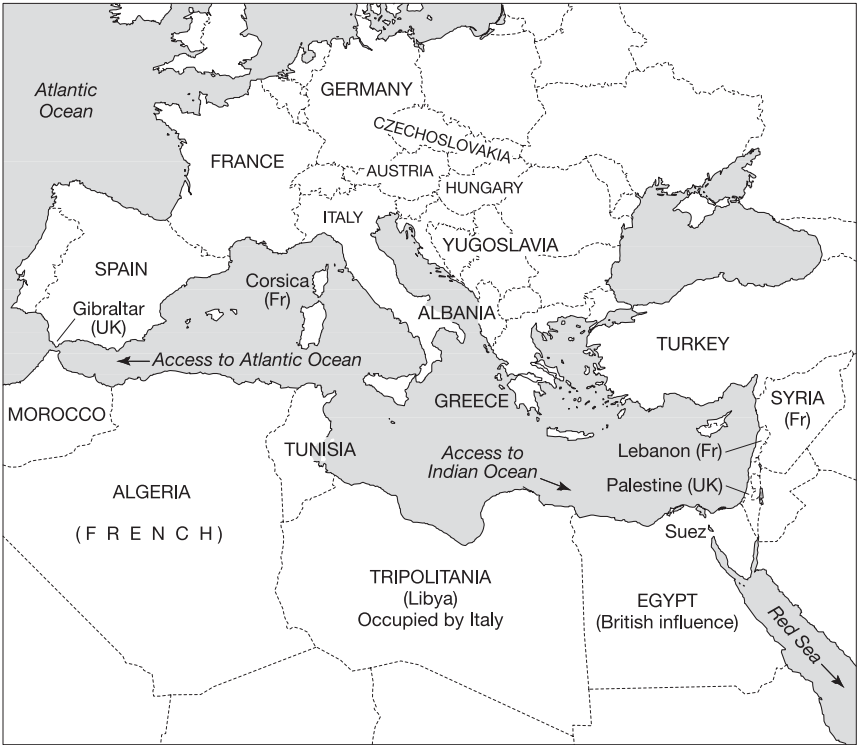 Atlantic
Ocean
GERMANY
CZECHOSLOVAKIA
FRANCE
AUSTRIA
HUNGARY
ITALY
YUGOSLAVIA
SPAIN
Corsica
(Fr)
Gibraltar
(UK)
ALBANIA
TURKEY
Access to Atlantic Ocean
MOROCCO
GREECE
SYRIA
(Fr)
TUNISIA
Access to
Indian Ocean
Lebanon (Fr)
Palestine (UK)
ALGERIA
(FRENCH)
Suez
TRIPOLITANIA
(Libya)
Occupied by Italy
EGYPT
(British influence)
Red Sea